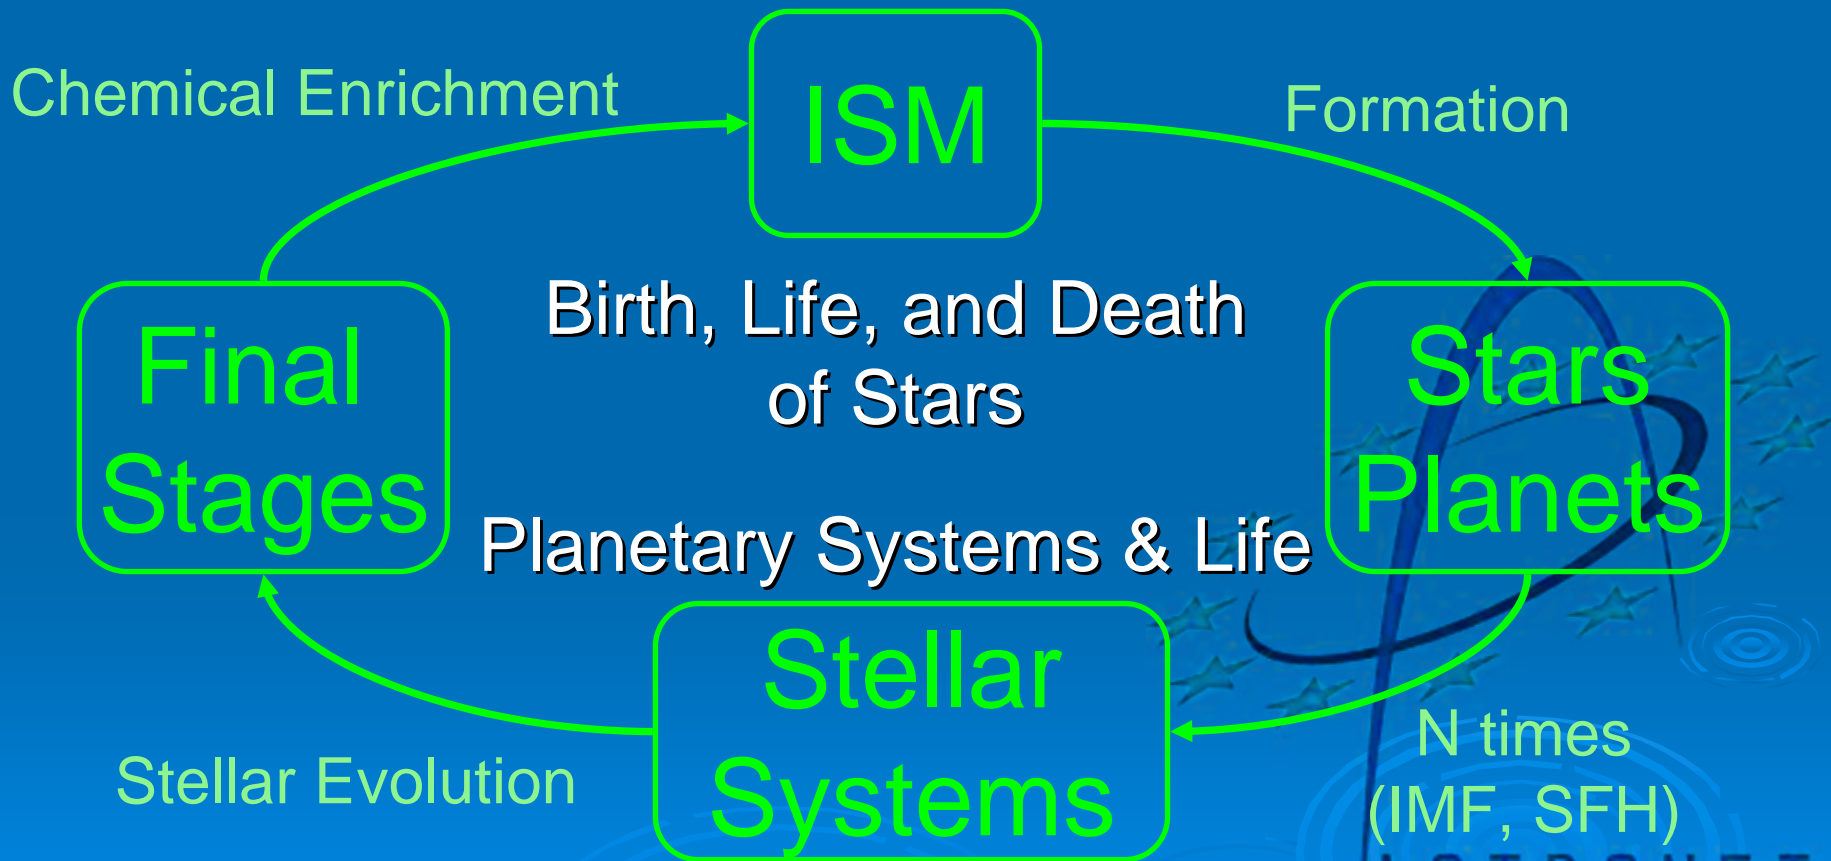 Chemical Enrichment
ISM
Formation
Birth, Life, and Death
of Stars
Final
Stages
Stars
Planets
Planetary Systems & Life
Stellar
Systems
Stellar Evolution
N times
(IMF, SFH)